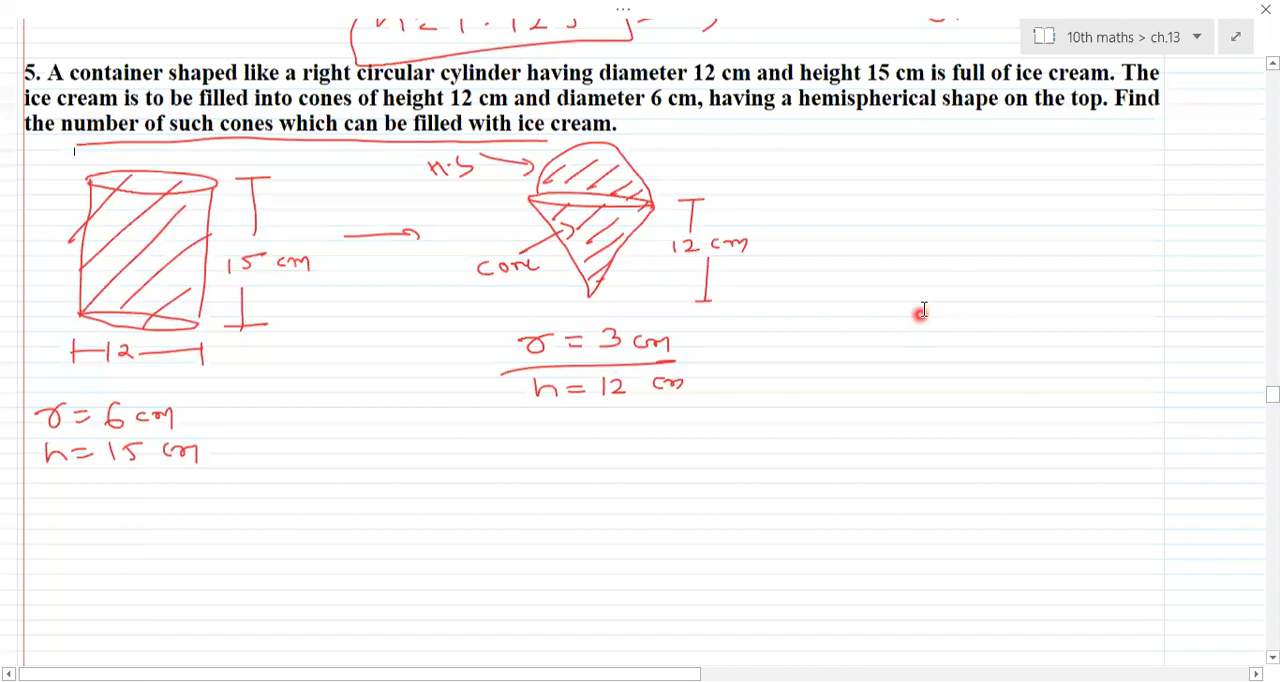 10th maths > ch.13
5. A container shaped like a right circular cylinder having diameter 12 cm and height 15 cm is full of ice cream. The
ice cream is to be filled into cones of height 12 cm and diameter 6 cm, having a hemispherical shape on the top. Find
the number of such cones which can be filled with ice cream.
H.S
12 cm
15 cm
cone
12
r = 3 cm
h = 12 cm
r = 6 cm
h = 15 cm